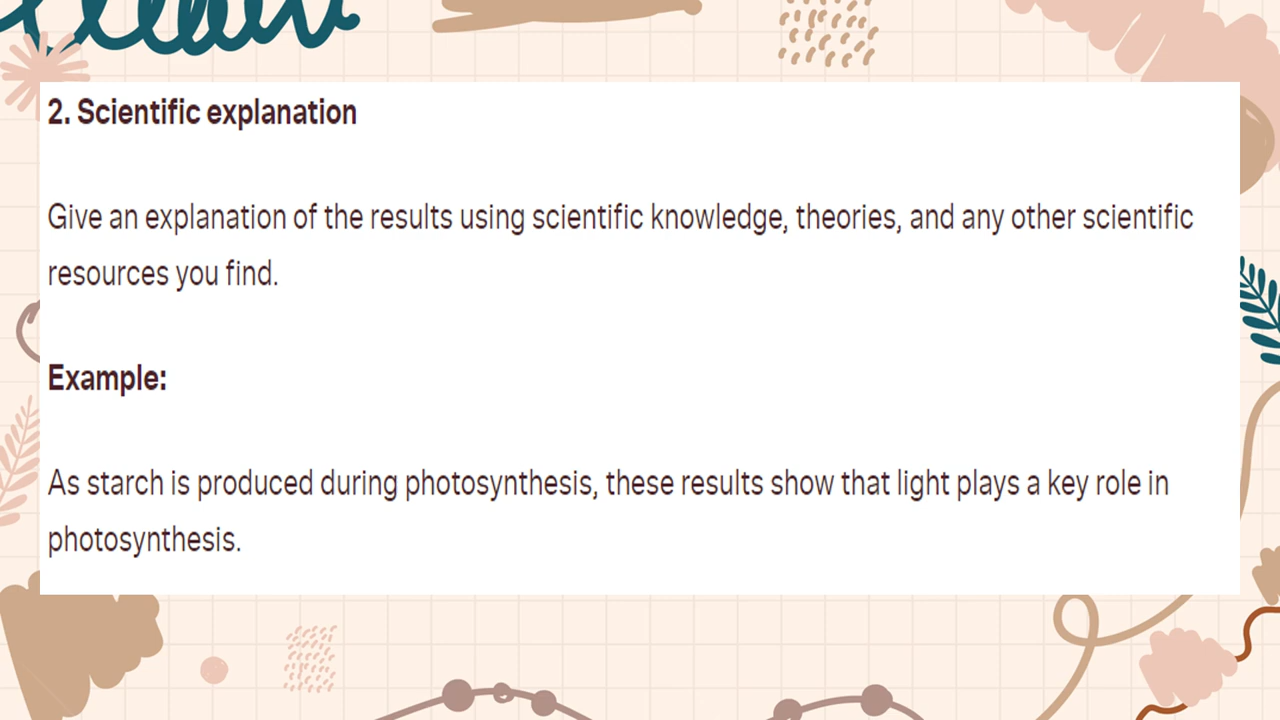 2. Scientific explanation
Give an explanation of the results using scientific knowledge, theories, and any other scientific
resources you find.
Example:
As starch is produced during photosynthesis, these results show that light plays a key role in
photosynthesis.